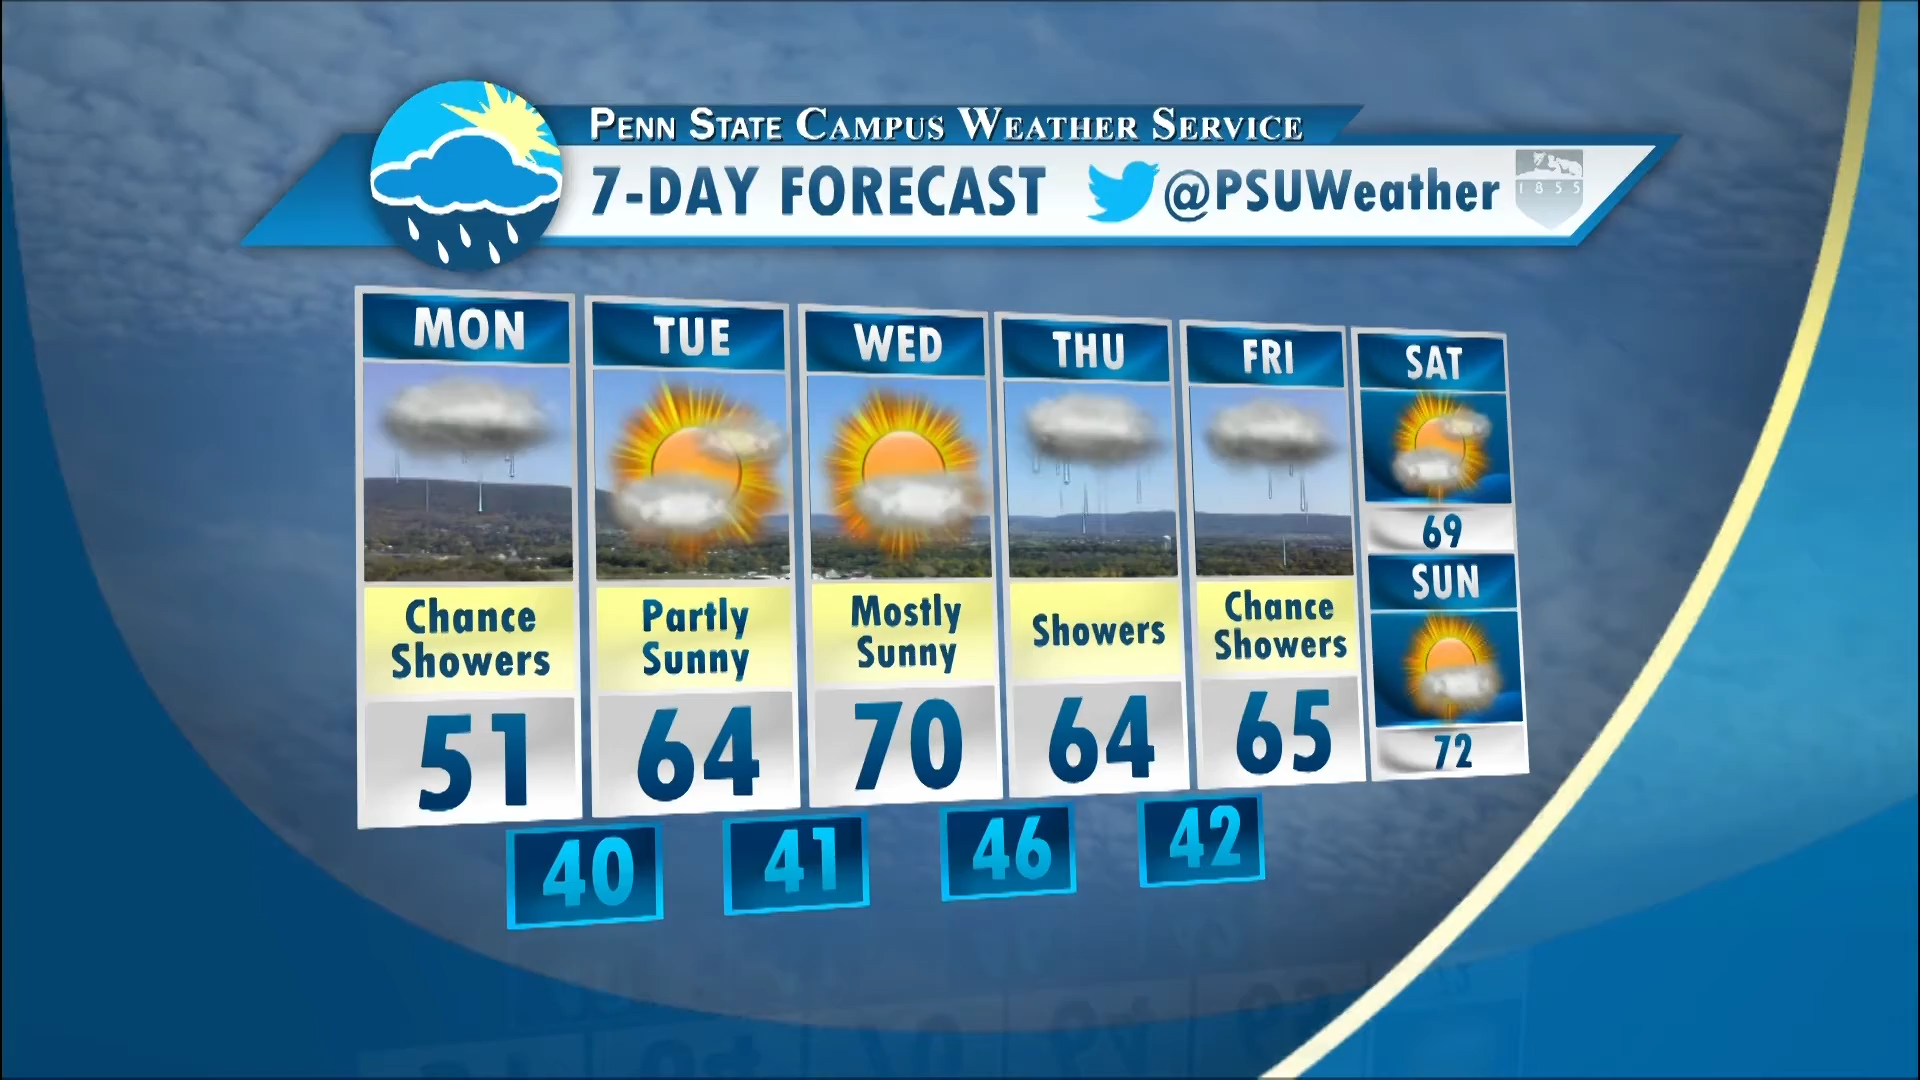 PENN STATE CAMPUS WEATHER SERVICE
7-DAY FORECAST @PSUWeather
1855
MON
Chance
Showers
51
TUE
Partly
Sunny
64
WED
Mostly
Sunny
70
THU
Showers
64
FRI
Chance
Showers
65
SAT
69
SUN
72
40
41
46
42